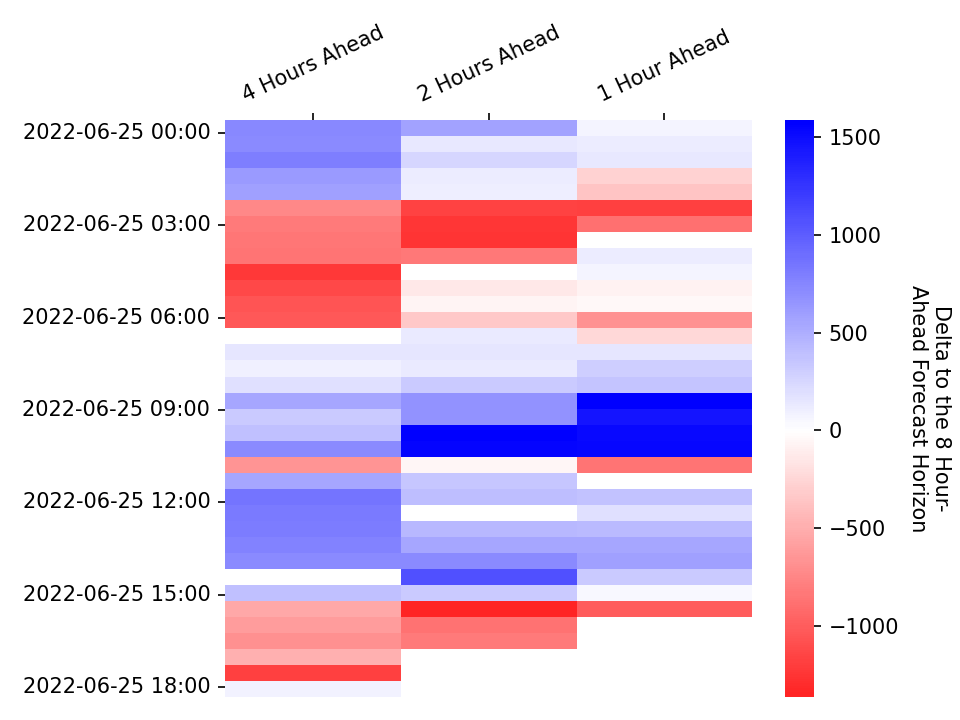 4 Hours Ahead
2 Hours Ahead
1 Hour Ahead
2022-06-25 00:00
2022-06-25 03:00
2022-06-25 06:00
2022-06-25 09:00
2022-06-25 12:00
2022-06-25 15:00
2022-06-25 18:00
1500
1000
500
0
−500
−1000
Delta to the 8 Hour-
Ahead Forecast Horizon